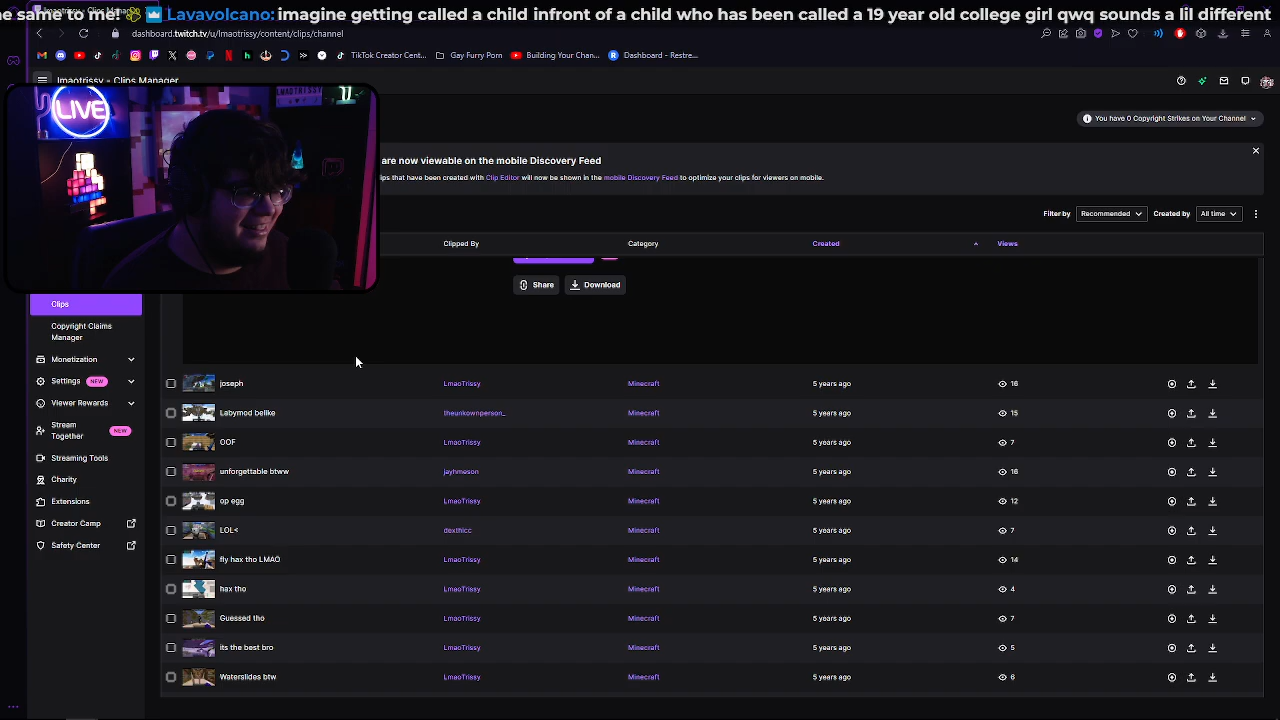 ne same to me! Lavavolcano: imagine getting called a child infront of a child who has been called a 19 year old college girl qwq sounds a lil different
dashboard.twitch.tv/u/lmaotrissy/content/clips/channel
TikTok Creator Cent...
Gay Furry Porn
Building Your Chan...
Dashboard - Restre...
lmaotrissy • Clips Manager
LIVE
LMAOTRISSY
You have 0 Copyright Strikes on Your Channel
are now viewable on the mobile Discovery Feed
lips that have been created with Clip Editor will now be shown in the mobile Discovery Feed to optimize your clips for viewers on mobile.
Filter by Recommended Created by All time
Clipped By Category Created Views
Share Download
Clips
Copyright Claims
Manager
Monetization
Settings NEW
Viewer Rewards
Stream
Together NEW
Streaming Tools
Charity
Extensions
Creator Camp
Safety Center
joseph LmaoTrissy Minecraft 5 years ago 16
Labymod belike theunkownperson_ Minecraft 5 years ago 15
OOF LmaoTrissy Minecraft 5 years ago 7
unforgettable btww jayhmeson Minecraft 5 years ago 16
op egg LmaoTrissy Minecraft 5 years ago 12
LOL< dexthicc Minecraft 5 years ago 7
fly hax tho LMAO LmaoTrissy Minecraft 5 years ago 14
hax tho LmaoTrissy Minecraft 5 years ago 4
Guessed tho LmaoTrissy Minecraft 5 years ago 7
its the best bro LmaoTrissy Minecraft 5 years ago 5
Waterslides btw LmaoTrissy Minecraft 5 years ago 6